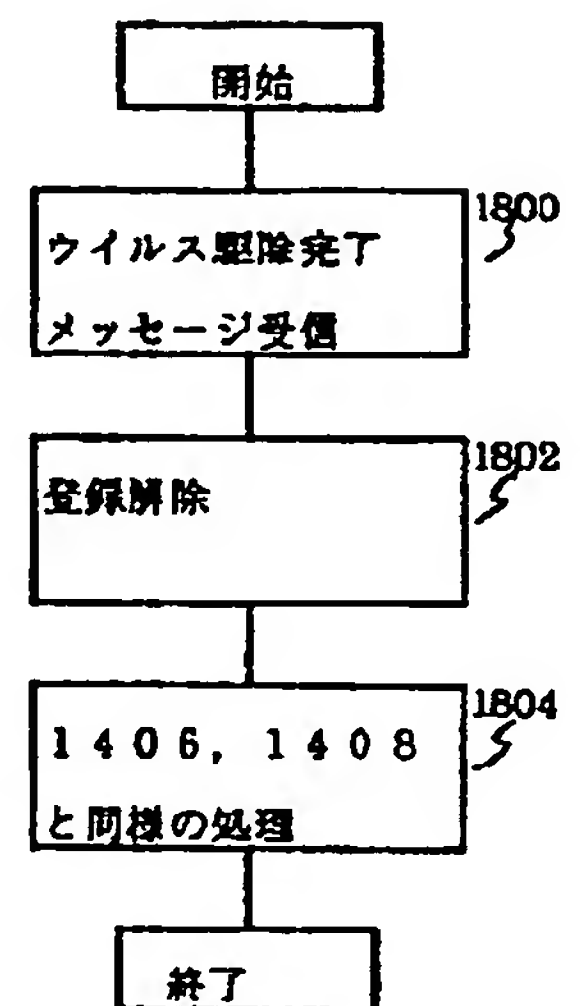 開始
1800
ウイルス駆除完了
メッセージ受信
1802
登録解除
1804
1406, 1408
と同様の処理
終了